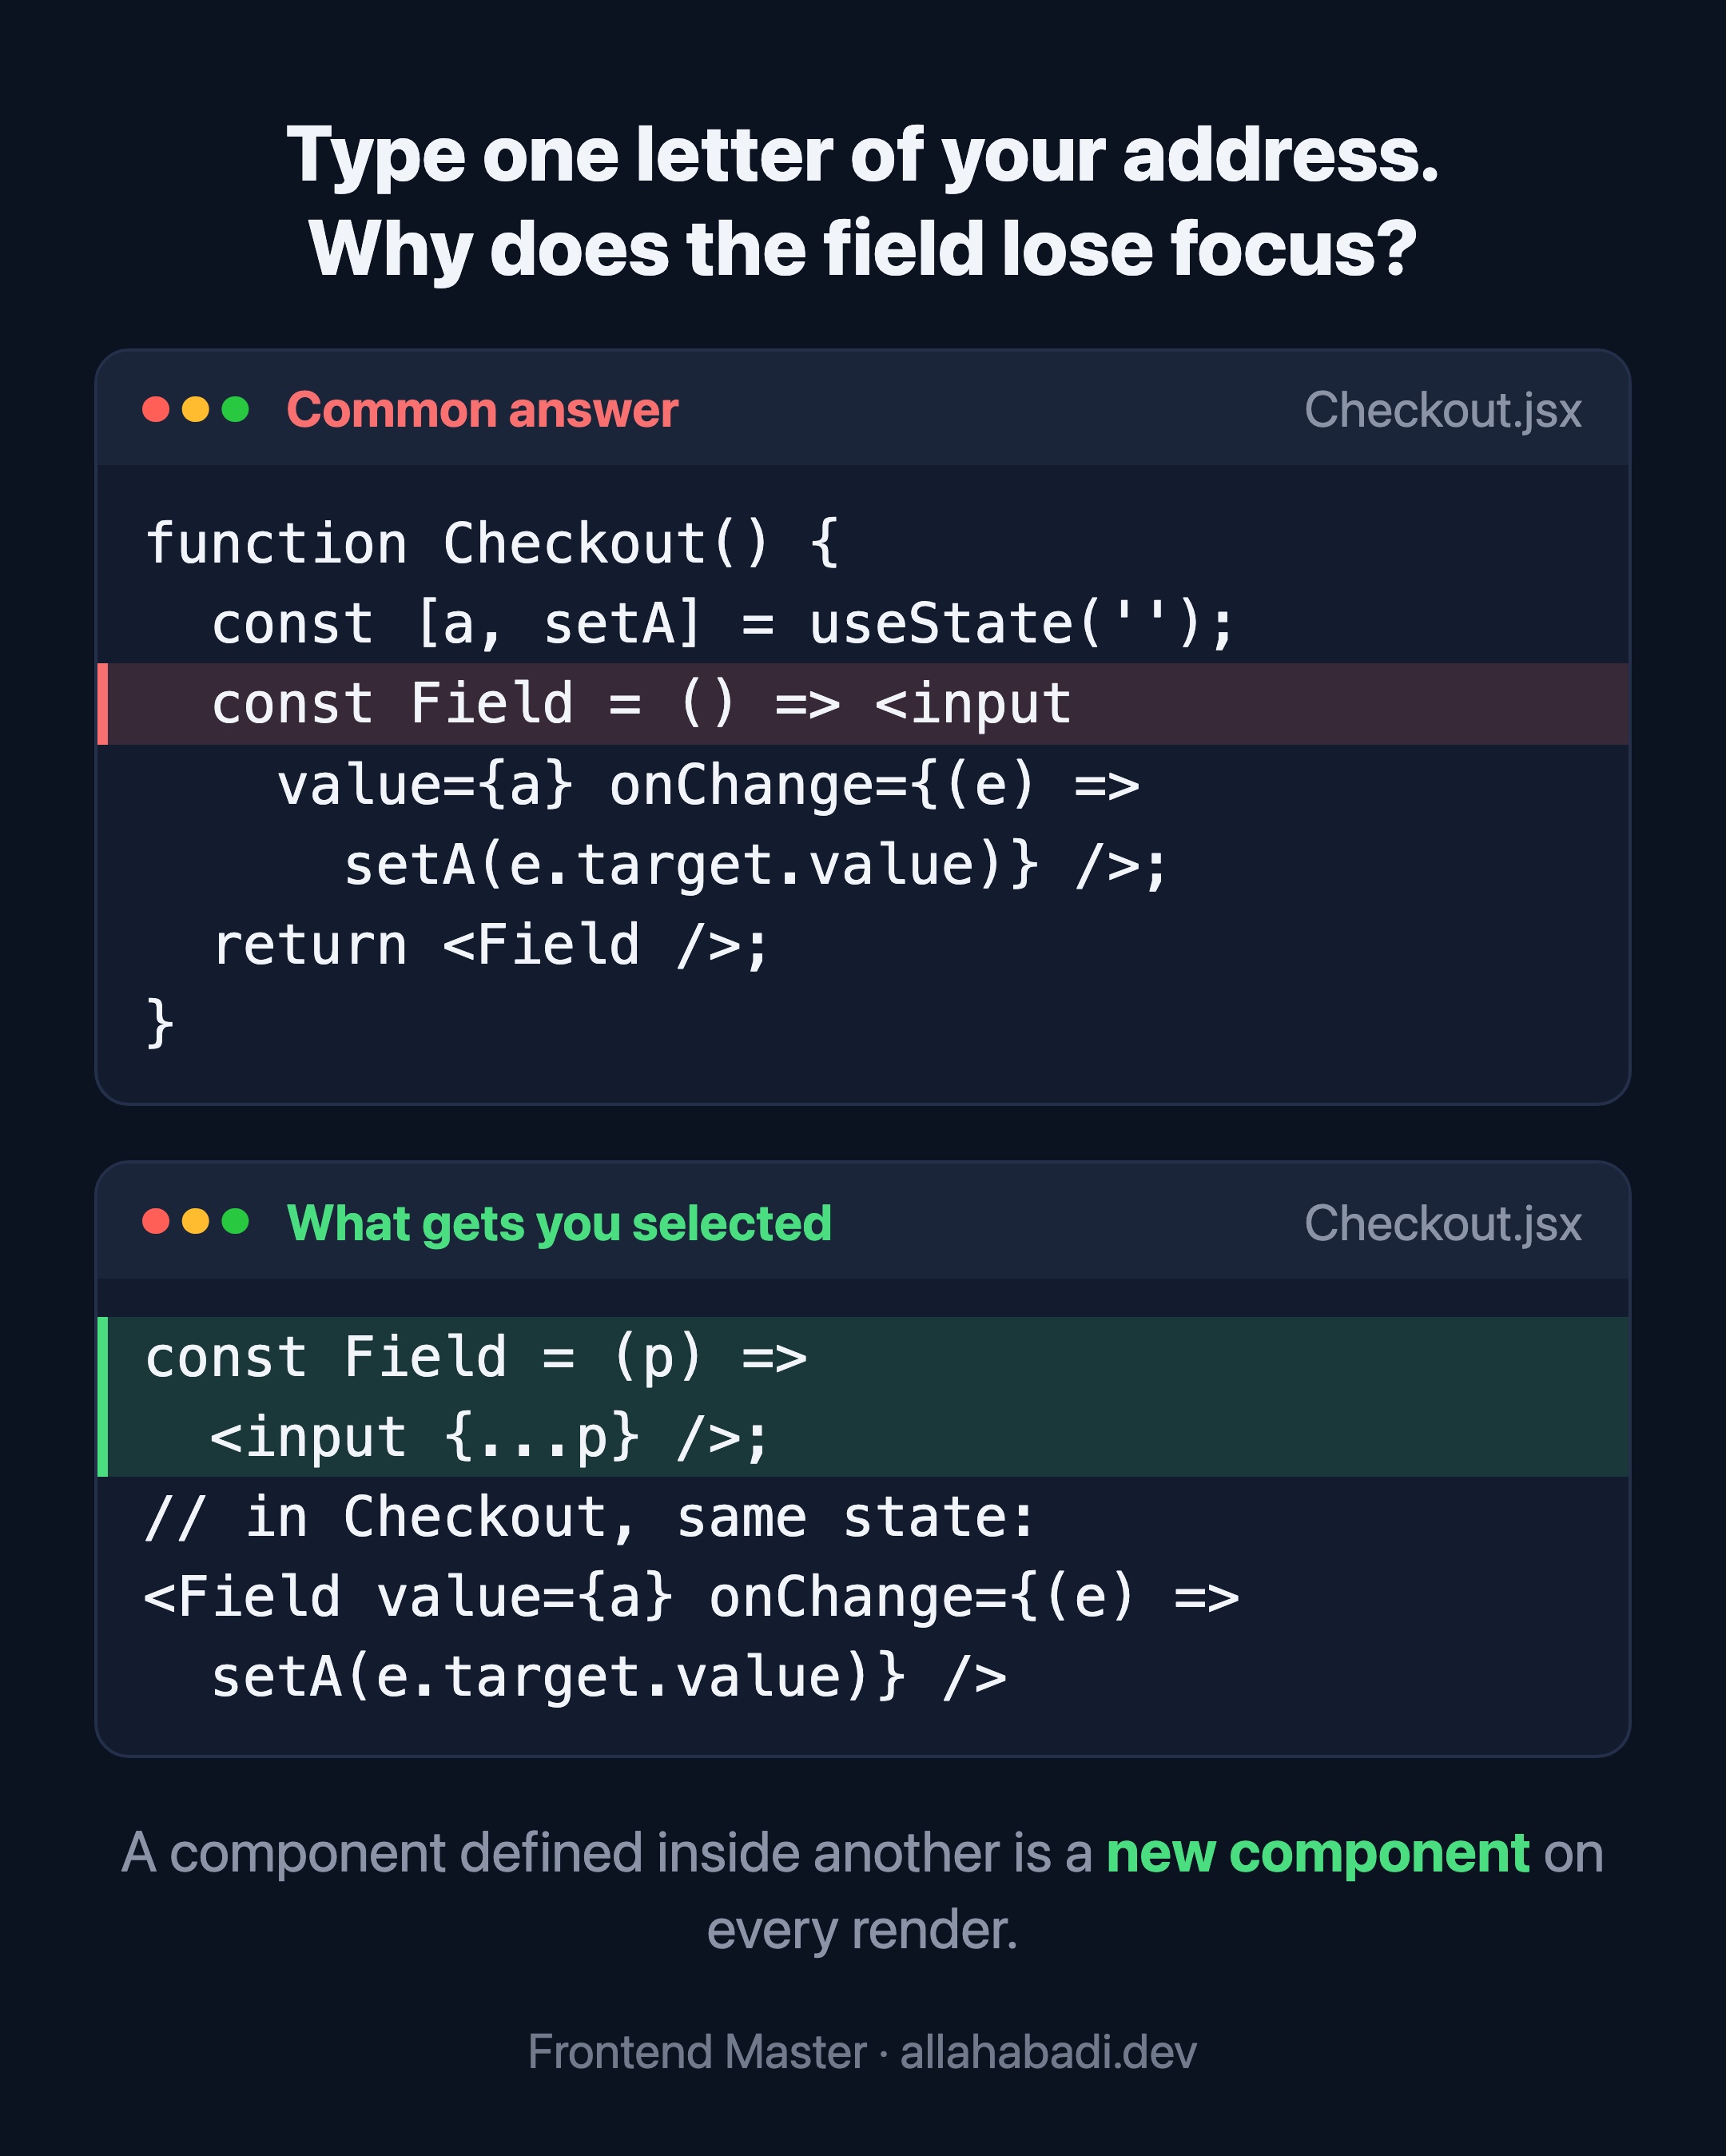 Type one letter of your address.
Why does the field lose focus?
Common answer
Checkout.jsx
function Checkout() {
  const [a, setA] = useState('');
  const Field = () => <input
    value={a} onChange={(e) =>
      setA(e.target.value)} />;
  return <Field />;
}
What gets you selected
Checkout.jsx
const Field = (p) =>
  <input {...p} />;
// in Checkout, same state:
<Field value={a} onChange={(e) =>
  setA(e.target.value)} />
A component defined inside another is a new component on
every render.
Frontend Master · allahabadi.dev